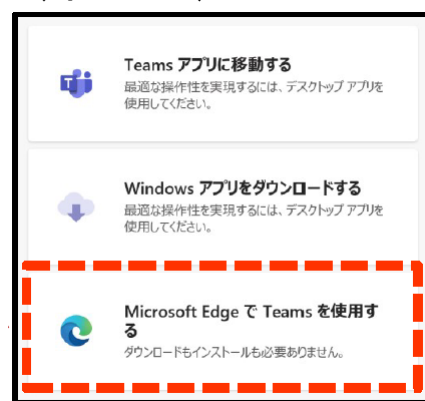 Teams アプリに移動する
最適な操作性を実現するには、デスクトップ アプリを
使用してください。
Windows アプリをダウンロードする
最適な操作性を実現するには、デスクトップ アプリを
使用してください。
Microsoft Edge で Teams を使用す
る
ダウンロードもインストールも必要ありません。